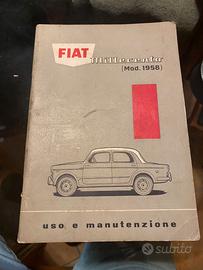 FIAT
Millecento
(Mod. 1958)
uso e manutenzione
subito